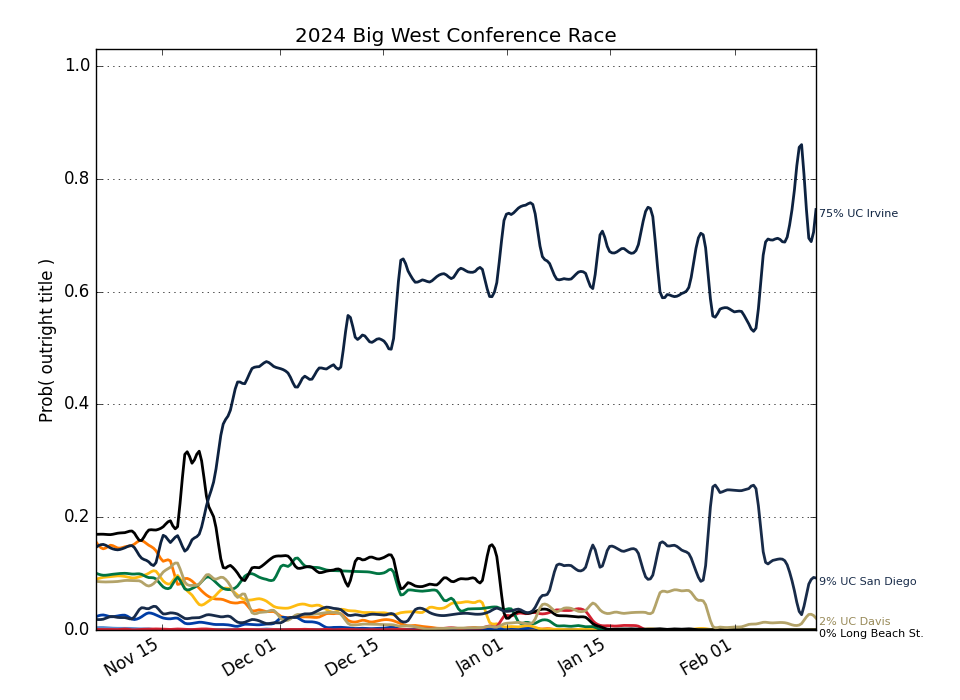 2024 Big West Conference Race
Prob( outright title )
1.0
0.8
0.6
0.4
0.2
0.0
75% UC Irvine
9% UC San Diego
2% UC Davis
0% Long Beach St.
Nov 15
Dec 01
Dec 15
Jan 01
Jan 15
Feb 01